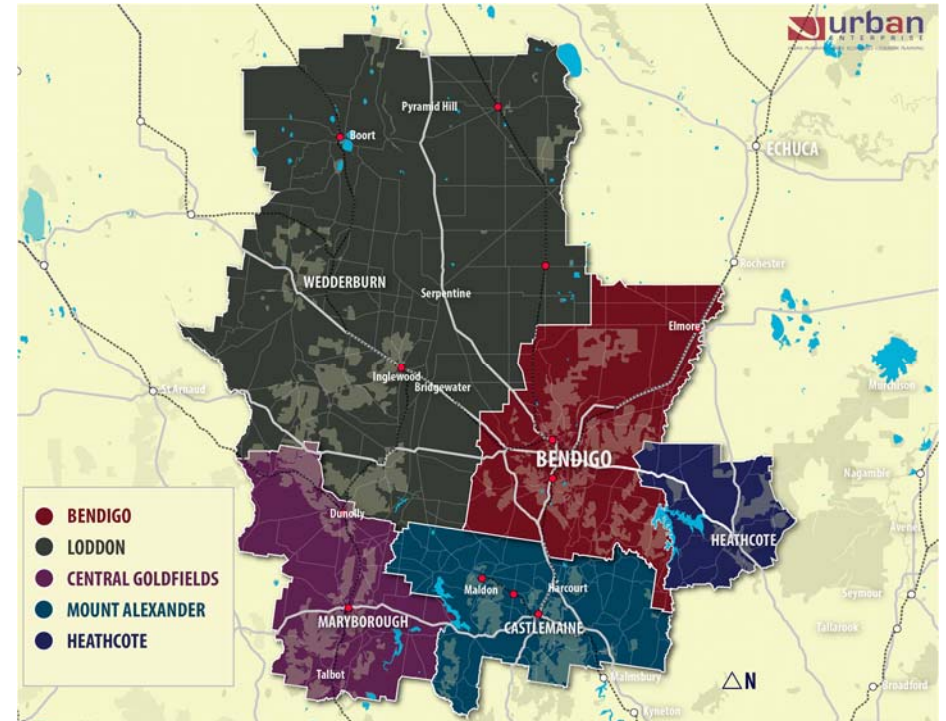 urban
ENTERPRISE
Pyramid Hill
Boort
ECHUCA
Rochester
WEDDERBURN
Serpentine
Elmore
Inglewood
Bridgewater
St Arnaud
Murchison
BENDIGO
Nagambie
Dunolly
HEATHCOTE
Avenel
Maldon
Harcourt
Seymour
MARYBOROUGH
CASTLEMAINE
Tallarook
Talbot
Malmsbury
Broadford
Kyneton
N
BENDIGO
LODDON
CENTRAL GOLDFIELDS
MOUNT ALEXANDER
HEATHCOTE